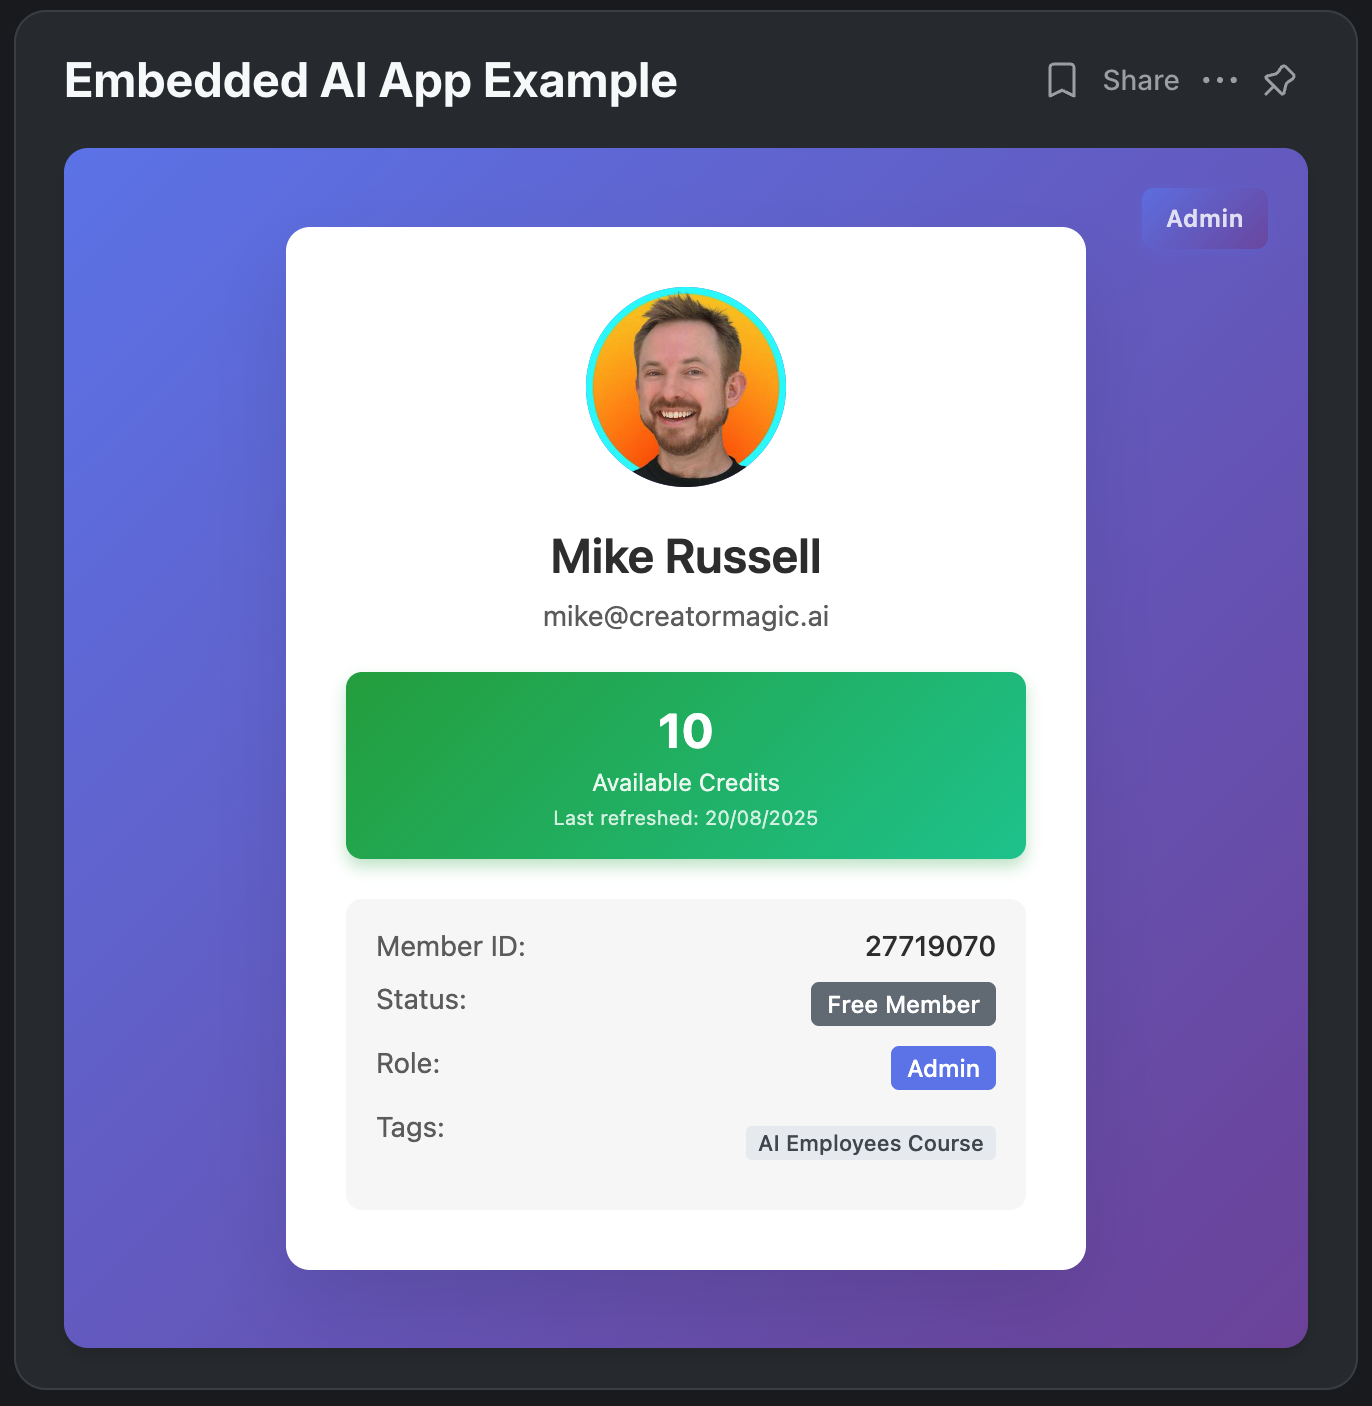 Embedded AI App Example
Share
Admin
Mike Russell
mike@creatormagic.ai
10
Available Credits
Last refreshed: 20/08/2025
Member ID: 27719070
Status: Free Member
Role: Admin
Tags: AI Employees Course